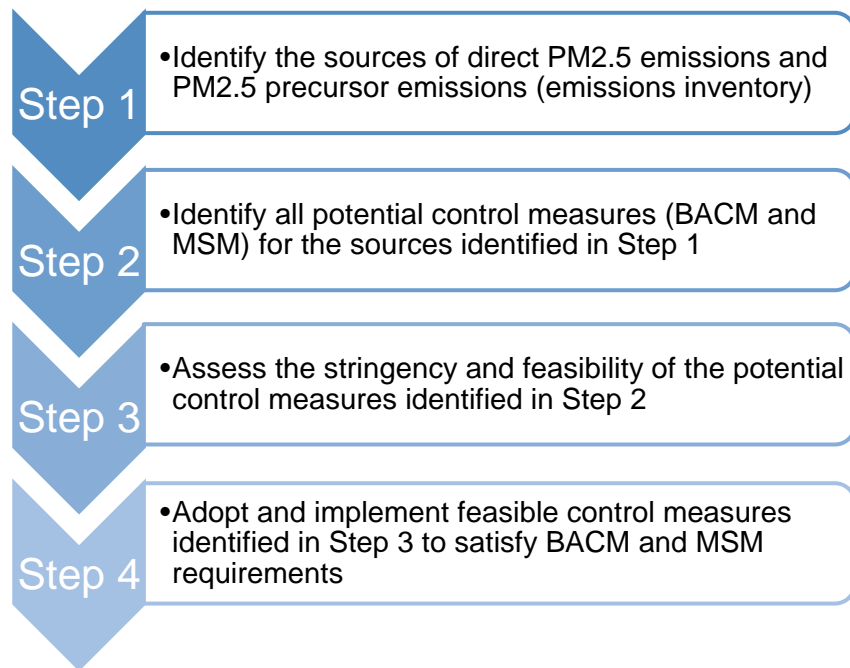 Step 1
•Identify the sources of direct PM2.5 emissions and
PM2.5 precursor emissions (emissions inventory)
Step 2
•Identify all potential control measures (BACM and
MSM) for the sources identified in Step 1
Step 3
•Assess the stringency and feasibility of the potential
control measures identified in Step 2
Step 4
•Adopt and implement feasible control measures
identified in Step 3 to satisfy BACM and MSM
requirements